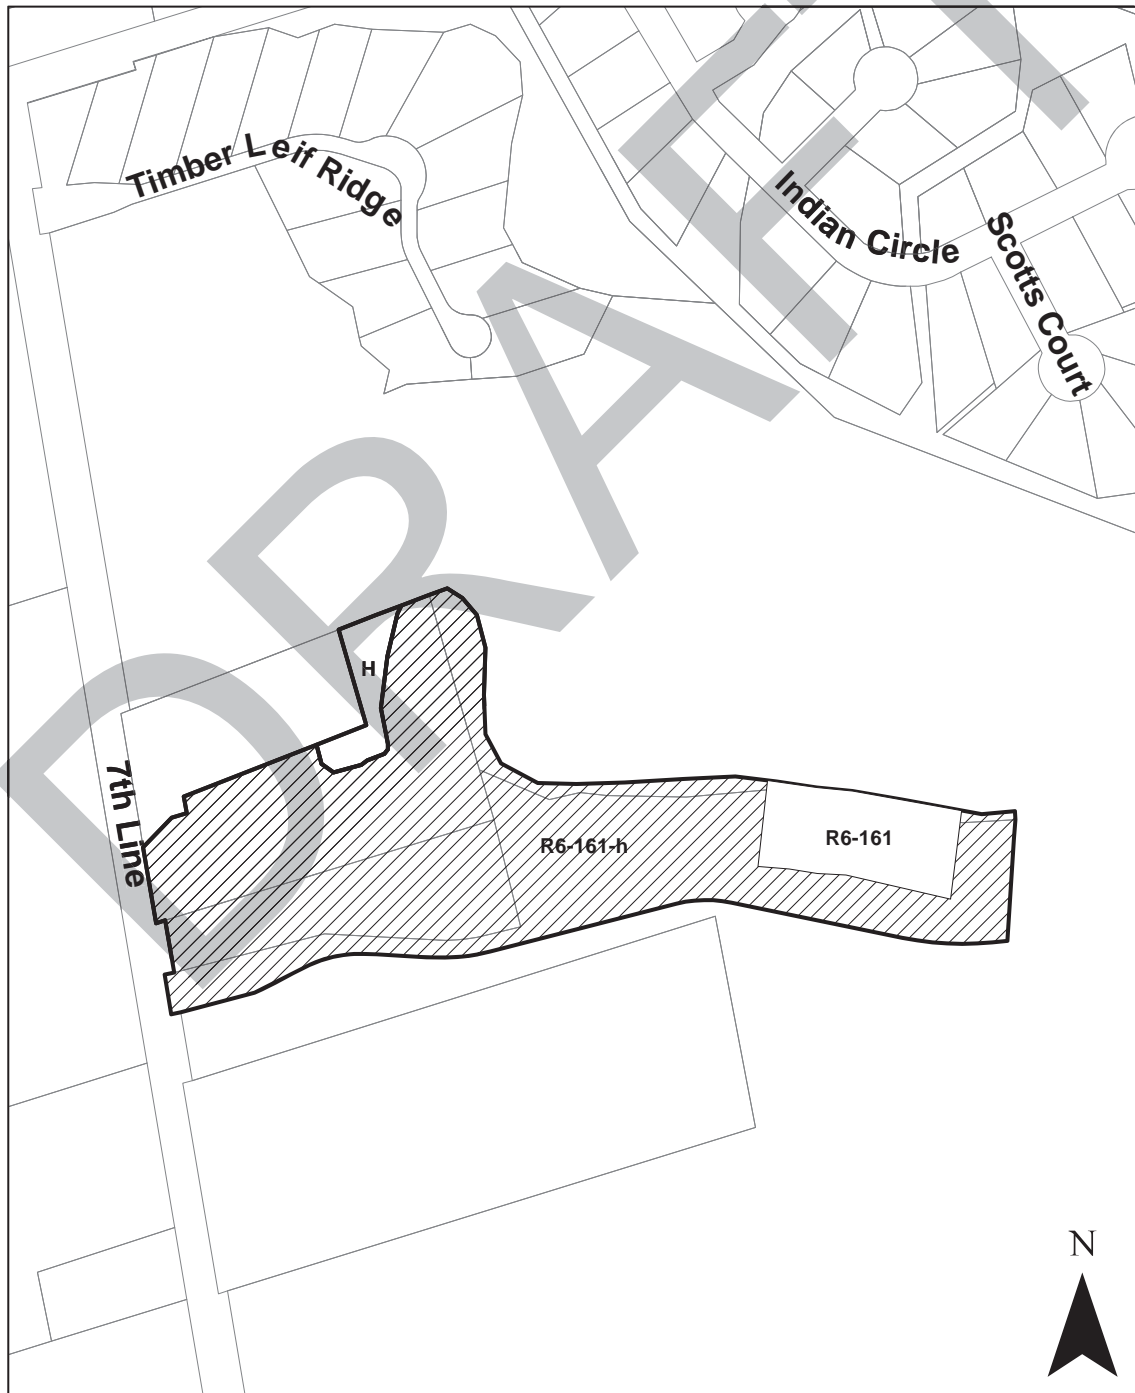 DRAFT
Timber Leif Ridge
Indian Circle
Scotts Court
H
7th Line
R6-161-h
R6-161
N